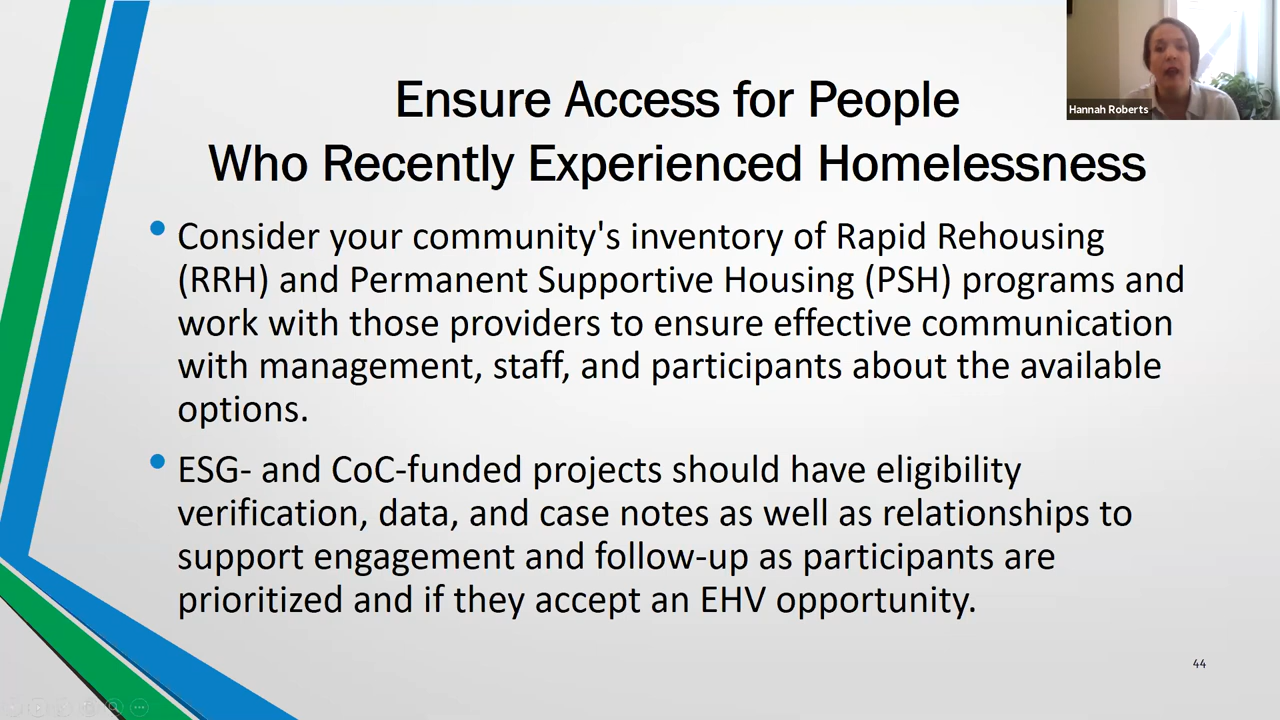 Ensure Access for People
Who Recently Experienced Homelessness
Hannah Roberts
Consider your community's inventory of Rapid Rehousing
(RRH) and Permanent Supportive Housing (PSH) programs and
work with those providers to ensure effective communication
with management, staff, and participants about the available
options.
ESG- and CoC-funded projects should have eligibility
verification, data, and case notes as well as relationships to
support engagement and follow-up as participants are
prioritized and if they accept an EHV opportunity.
44